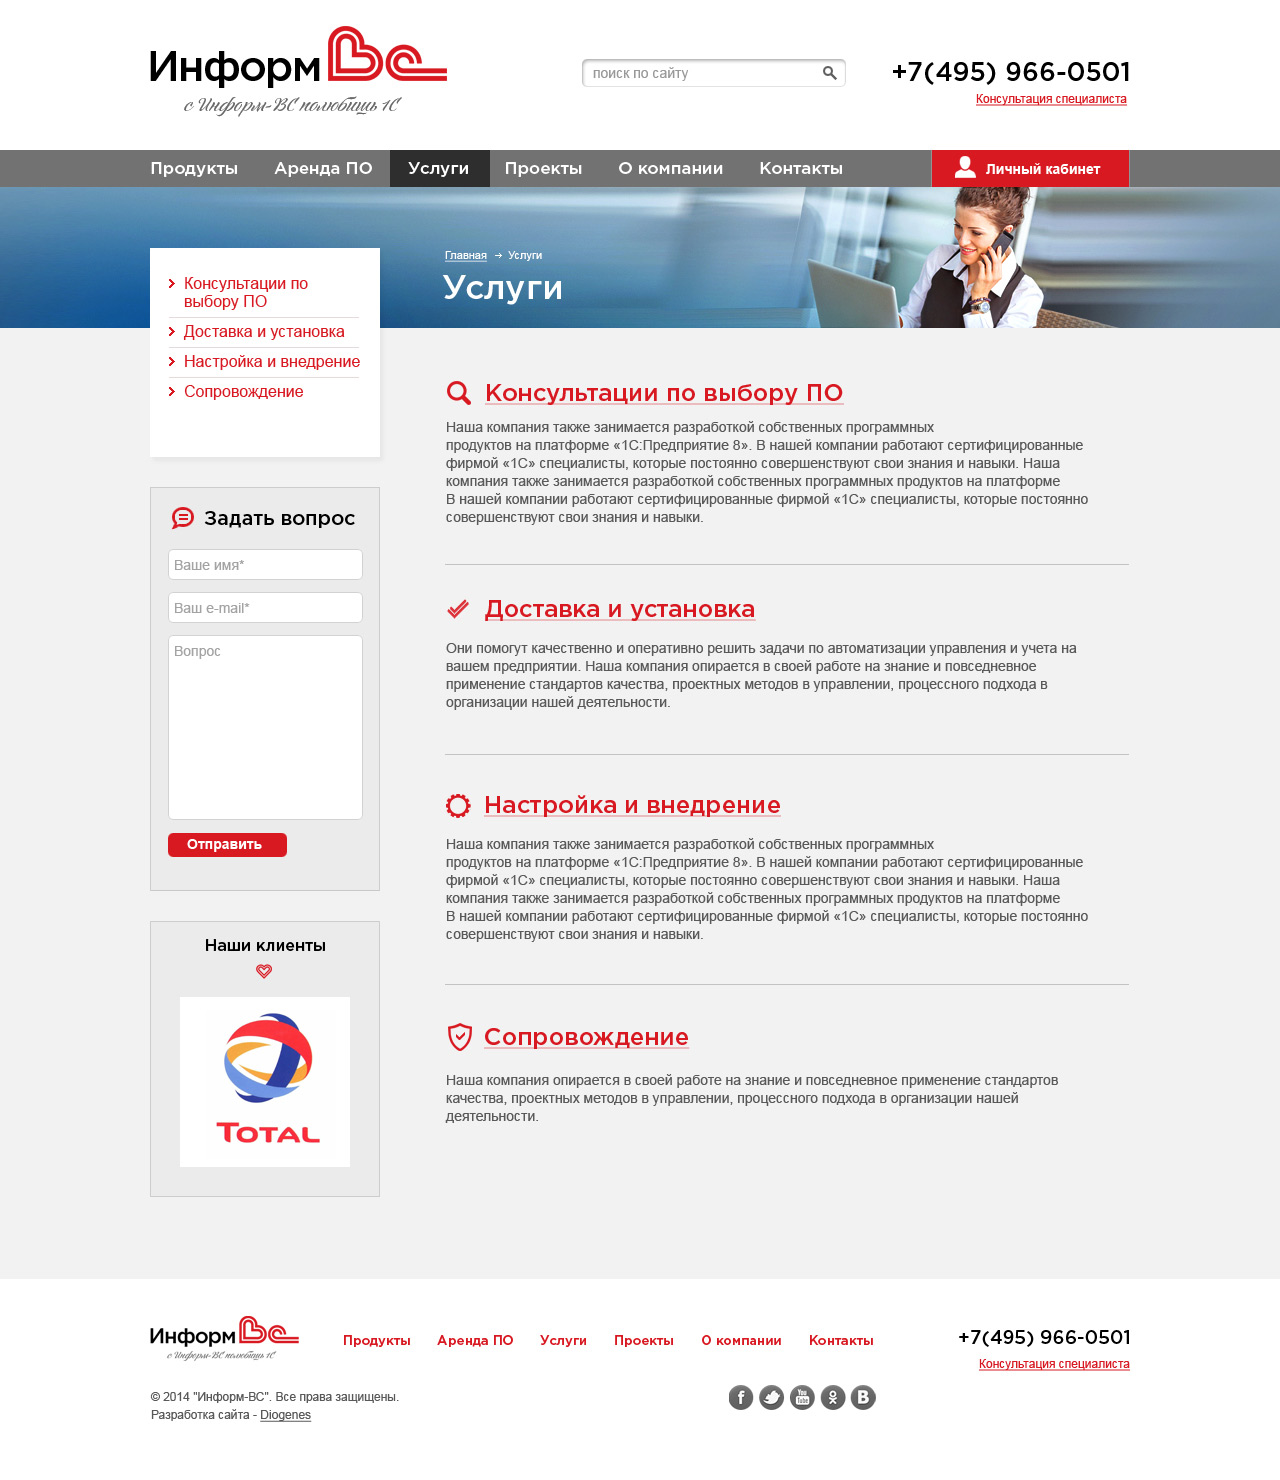 Информ ВС
с Информ-ВС полюбишь 1С
поиск по сайту
+7(495) 966-0501
Консультация специалиста
Продукты Аренда ПО Услуги Проекты О компании Контакты
Личный кабинет
Главная → Услуги
Услуги
Консультации по
выбору ПО
Доставка и установка
Настройка и внедрение
Сопровождение
Задать вопрос
Ваше имя*
Ваш e-mail*
Вопрос
Отправить
Наши клиенты
TOTAL
Консультации по выбору ПО
Наша компания также занимается разработкой собственных программных
продуктов на платформе «1С:Предприятие 8». В нашей компании работают сертифицированные
фирмой «1С» специалисты, которые постоянно совершенствуют свои знания и навыки. Наша
компания также занимается разработкой собственных программных продуктов на платформе
В нашей компании работают сертифицированные фирмой «1С» специалисты, которые постоянно
совершенствуют свои знания и навыки.
Доставка и установка
Они помогут качественно и оперативно решить задачи по автоматизации управления и учета на
вашем предприятии. Наша компания опирается в своей работе на знание и повседневное
применение стандартов качества, проектных методов в управлении, процессного подхода в
организации нашей деятельности.
Настройка и внедрение
Наша компания также занимается разработкой собственных программных
продуктов на платформе «1С:Предприятие 8». В нашей компании работают сертифицированные
фирмой «1С» специалисты, которые постоянно совершенствуют свои знания и навыки. Наша
компания также занимается разработкой собственных программных продуктов на платформе
В нашей компании работают сертифицированные фирмой «1С» специалисты, которые постоянно
совершенствуют свои знания и навыки.
Сопровождение
Наша компания опирается в своей работе на знание и повседневное применение стандартов
качества, проектных методов в управлении, процессного подхода в организации нашей
деятельности.
Информ ВС
с Информ-ВС полюбишь 1С
Продукты Аренда ПО Услуги Проекты О компании Контакты
+7(495) 966-0501
Консультация специалиста
© 2014 "Информ-ВС". Все права защищены.
Разработка сайта - Diogenes
f You Tube B